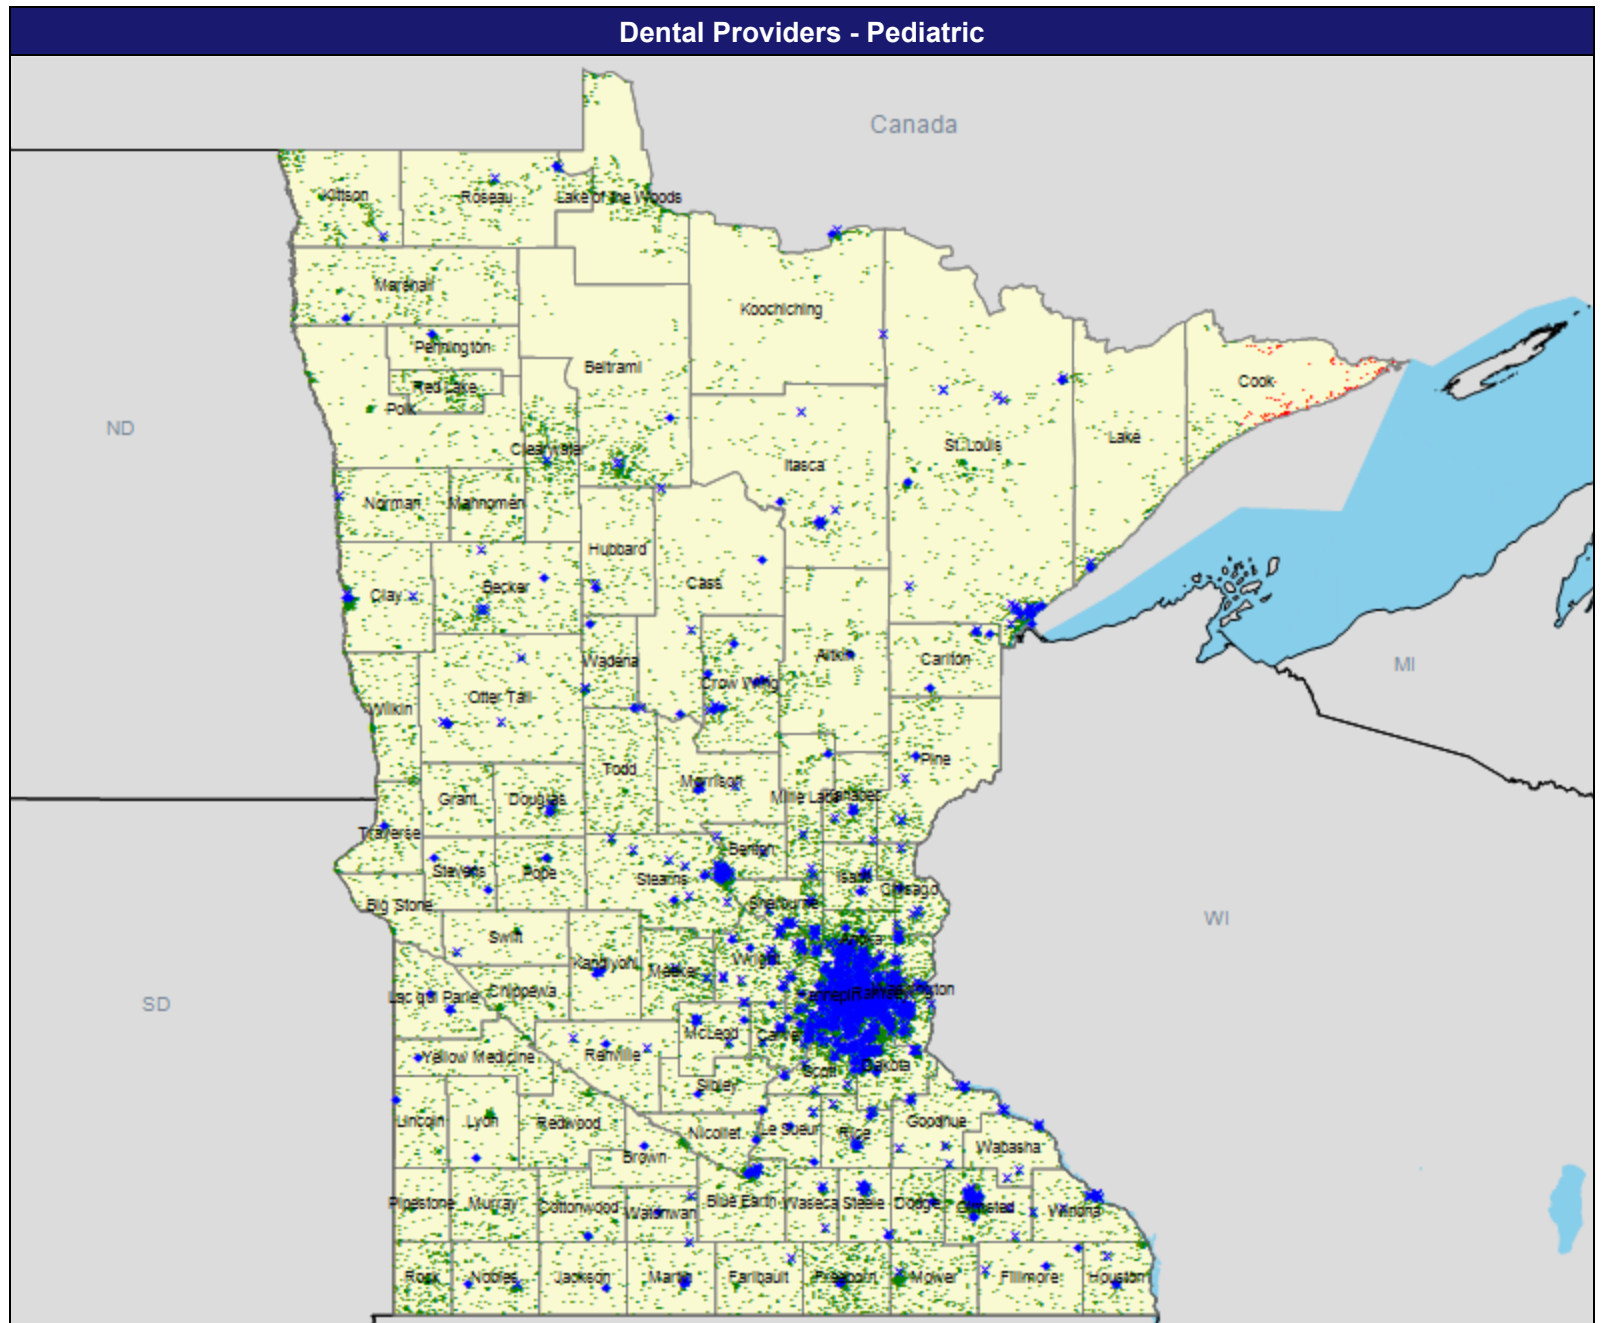 Dental Providers - Pediatric
Canada
Kittson
Roseau
Lake of the Woods
Marshall
Koochiching
Pennington
Beltrami
Red Lake
Cook
Polk
ND
Clearwater
St. Louis
Lake
Itasca
Norman
Mahnomen
Hubbard
Cass
Clay
Becker
Wadena
Aitkin
Carlton
MI
Crow Wing
Otter Tail
Wilkin
Pine
Todd
Morrison
Grant
Douglas
Mille Lacs
Kanabec
Traverse
Benton
Stevens
Pope
Stearns
Isanti
Chisago
Big Stone
Sherburne
WI
Swift
Anoka
Kandiyohi
Meeker
Wright
Lac qui Parle
Chippewa
Hennepin
Ramsey
Washington
SD
McLeod
Carver
Yellow Medicine
Renville
Scott
Dakota
Sibley
Lincoln
Lyon
Redwood
Nicollet
Le Sueur
Rice
Goodhue
Wabasha
Brown
Pipestone
Murray
Cottonwood
Watonwan
Blue Earth
Waseca
Steele
Dodge
Olmsted
Winona
Rock
Nobles
Jackson
Martin
Faribault
Freeborn
Mower
Fillmore
Houston